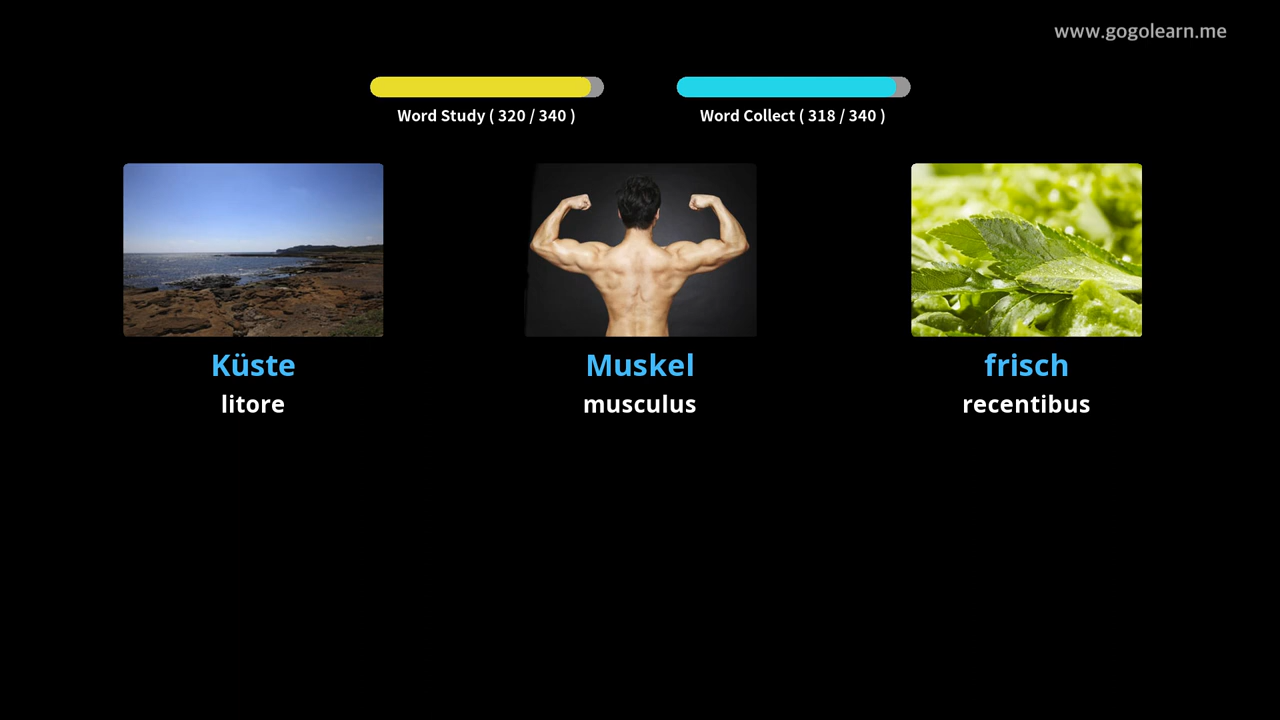 www.gogolearn.me
Word Study ( 320 / 340 )
Word Collect ( 318 / 340 )
Küste
Muskel
frisch
litore
musculus
recentibus